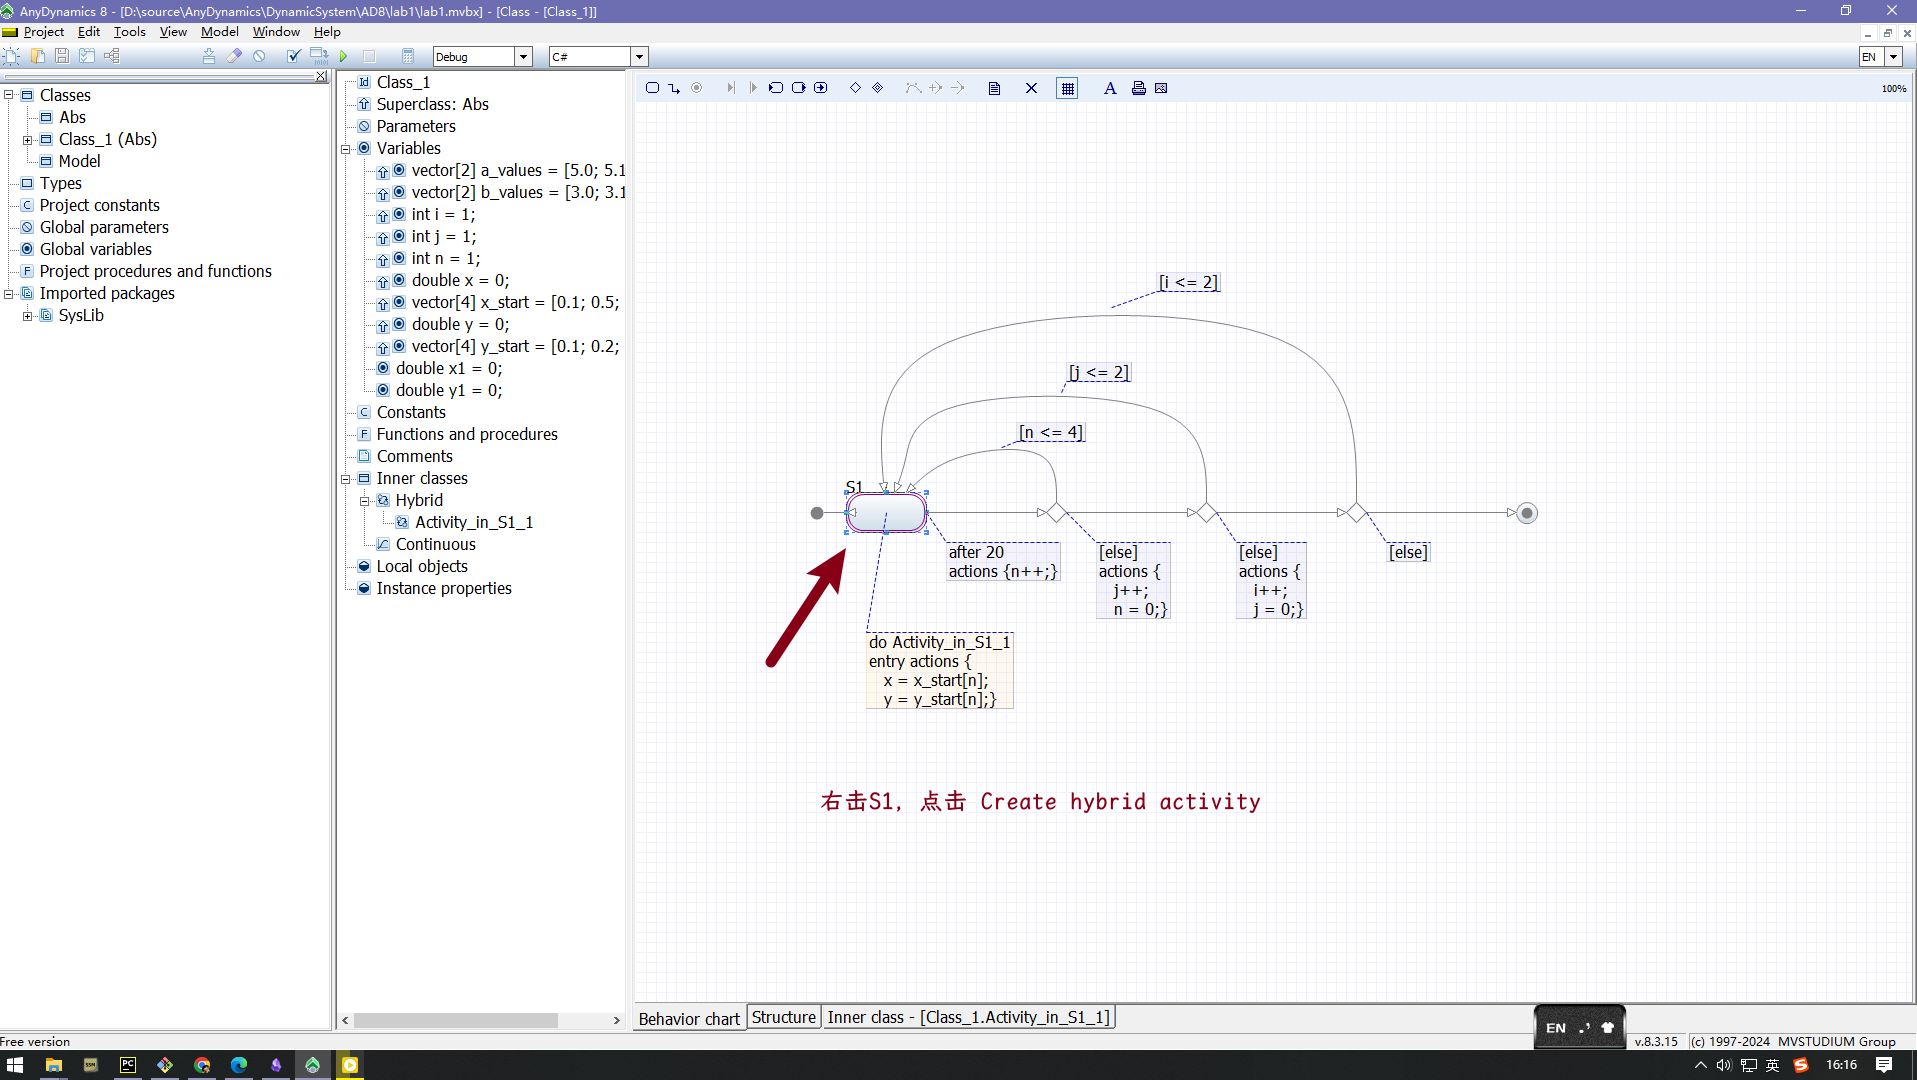 AnyDynamics 8 - [D:\source\AnyDynamics\DynamicSystem\AD8\lab1\lab1.mvbx] - [Class - [Class_1]]
Project Edit Tools View Model Window Help
Debug C# EN
Classes
Abs
Class_1 (Abs)
Model
Types
Project constants
Global parameters
Global variables
Project procedures and functions
Imported packages
SysLib
Class_1
Superclass: Abs
Parameters
Variables
vector[2] a_values = [5.0; 5.1
vector[2] b_values = [3.0; 3.1
int i = 1;
int j = 1;
int n = 1;
double x = 0;
vector[4] x_start = [0.1; 0.5;
double y = 0;
vector[4] y_start = [0.1; 0.2;
double x1 = 0;
double y1 = 0;
Constants
Functions and procedures
Comments
Inner classes
Hybrid
Activity_in_S1_1
Continuous
Local objects
Instance properties
100%
[i <= 2]
[j <= 2]
[n <= 4]
S1
after 20
actions {n++;}
[else]
actions {
j++;
n = 0;}
[else]
actions {
i++;
j = 0;}
[else]
do Activity_in_S1_1
entry actions {
x = x_start[n];
y = y_start[n];}
右击S1, 点击 Create hybrid activity
Behavior chart Structure Inner class - [Class_1.Activity_in_S1_1]
EN
Free version
v.8.3.15 (c) 1997-2024 MVSTUDIUM Group
英 16:16